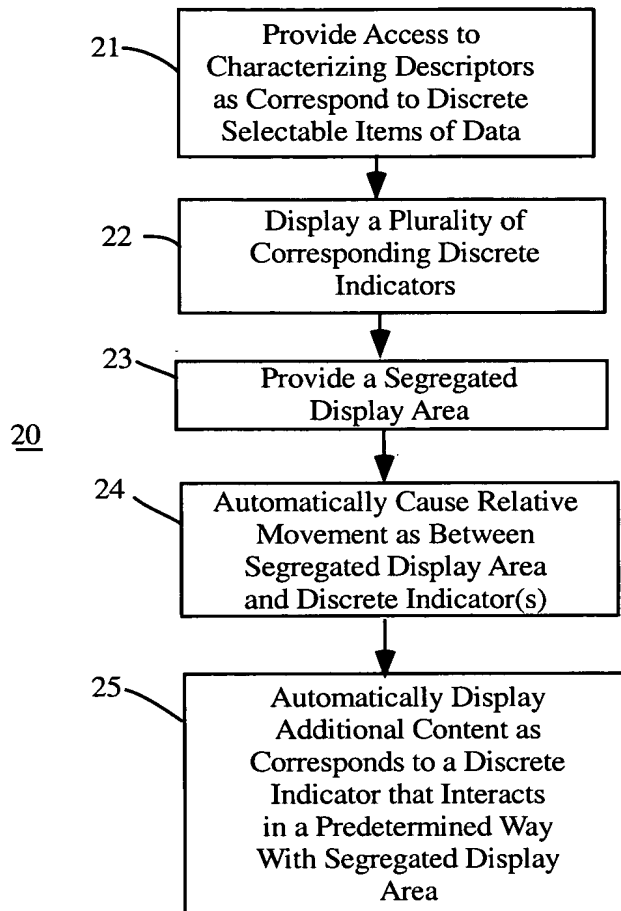 21
Provide Access to
Characterizing Descriptors
as Correspond to Discrete
Selectable Items of Data
22
Display a Plurality of
Corresponding Discrete
Indicators
23
Provide a Segregated
Display Area
20
24
Automatically Cause Relative
Movement as Between
Segregated Display Area
and Discrete Indicator(s)
25
Automatically Display
Additional Content as
Corresponds to a Discrete
Indicator that Interacts
in a Predetermined Way
With Segregated Display
Area